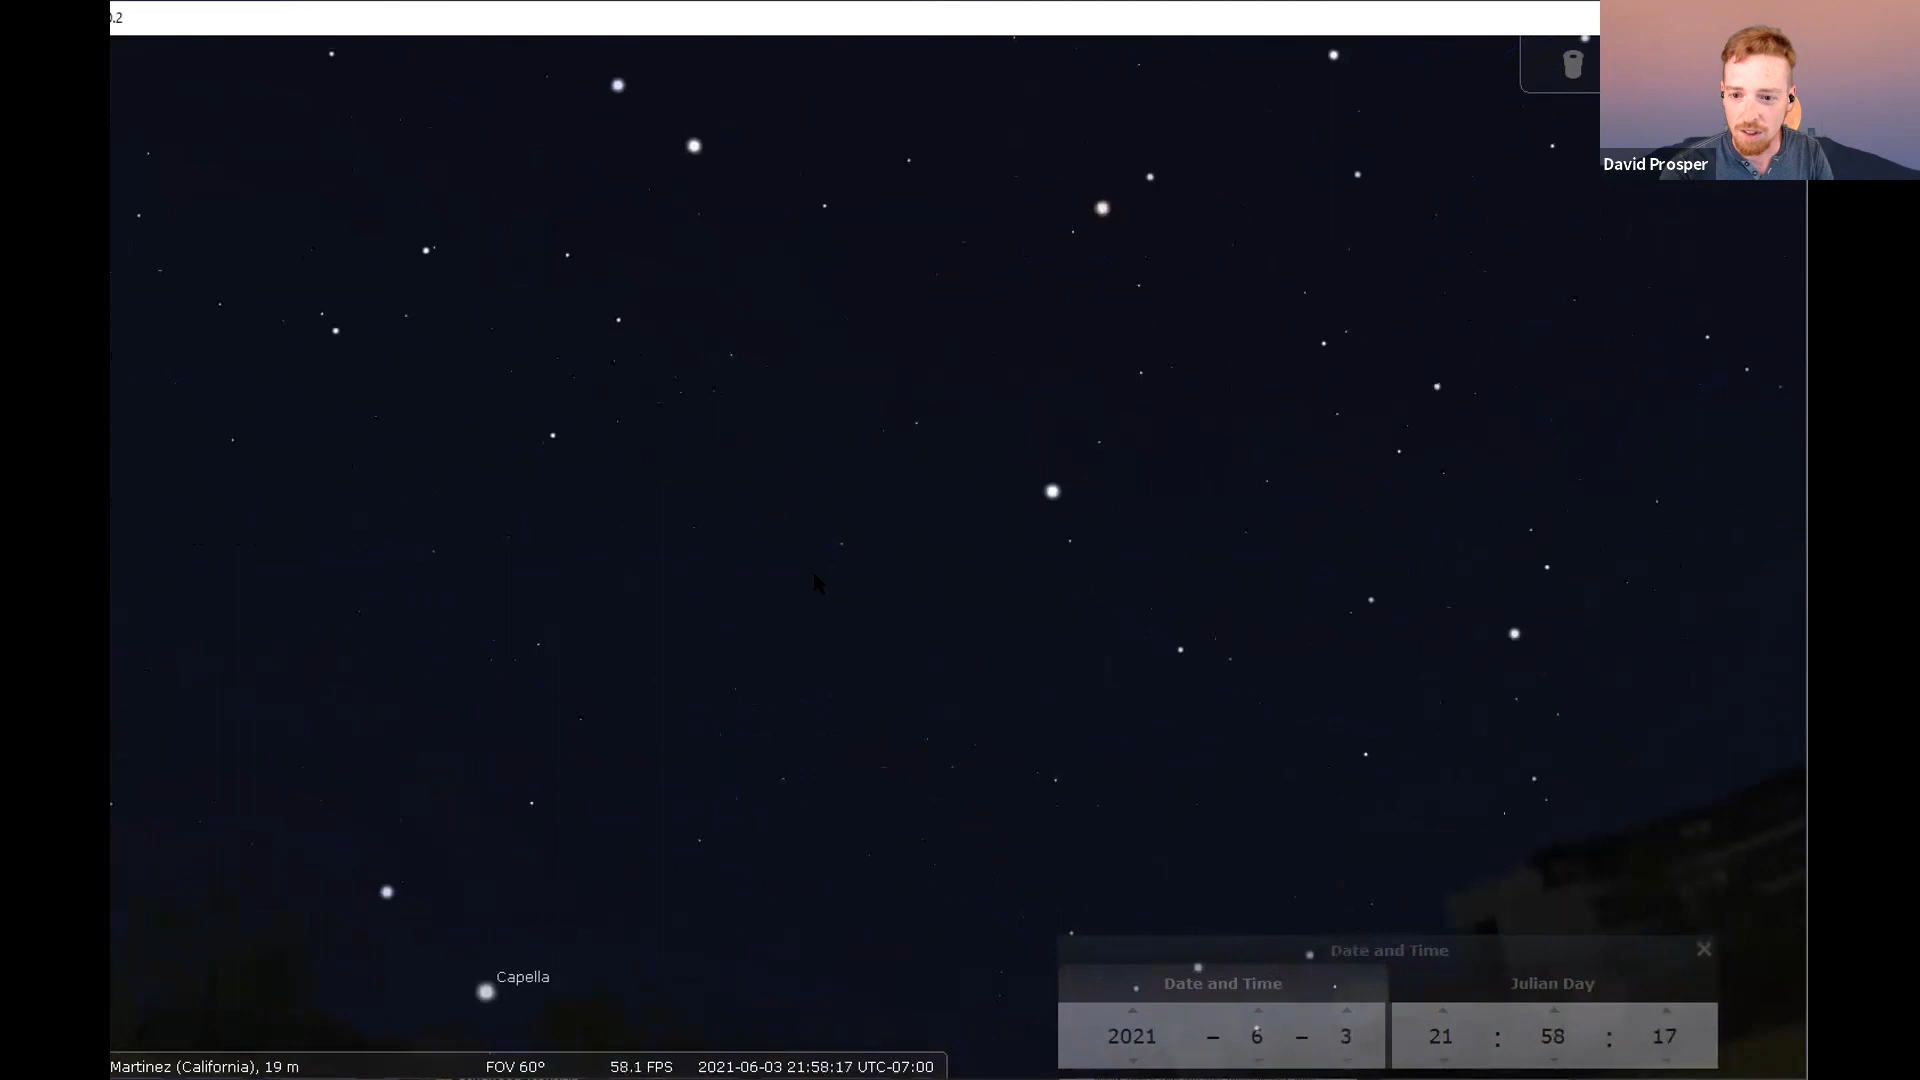 0.2
David Prosper
Capella
Date and Time
Date and Time
Julian Day
2021 – 6 – 3
21 : 58 : 17
Martinez (California), 19 m
FOV 60°
58.1 FPS
2021-06-03 21:58:17 UTC-07:00